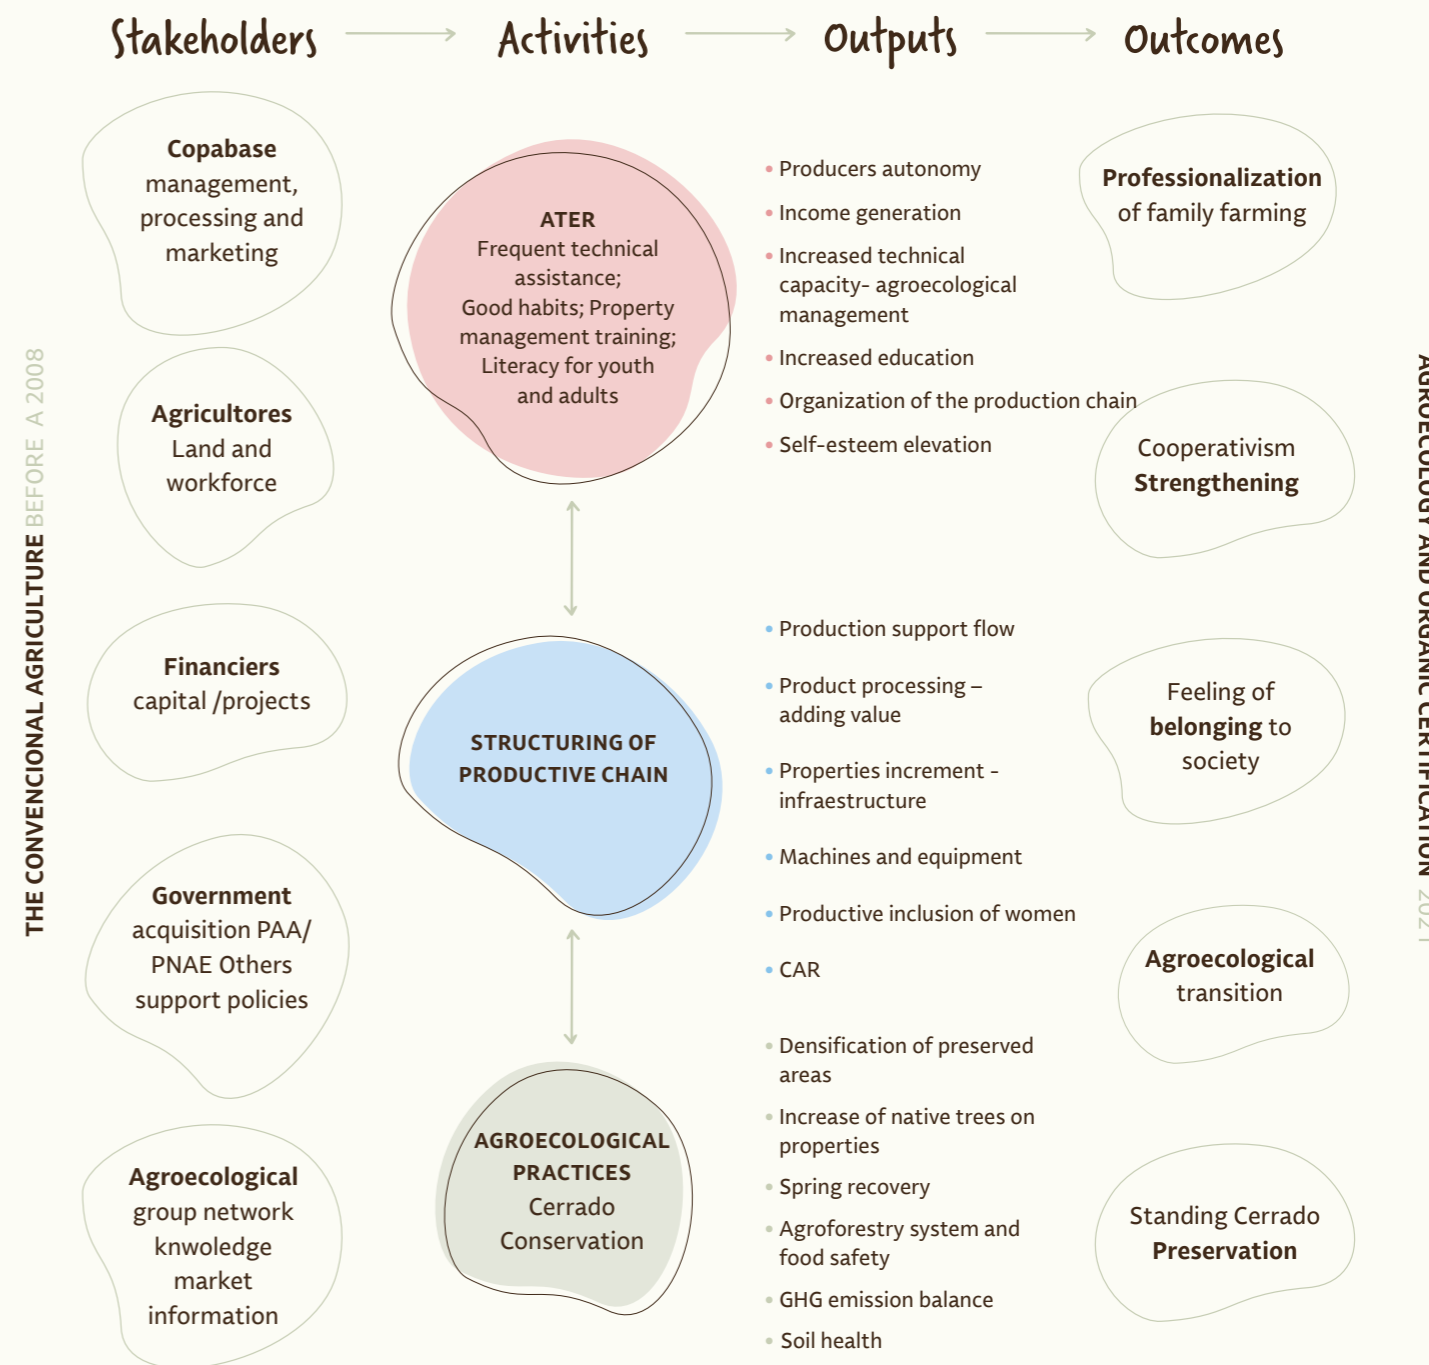 Stakeholders
Activities
Outputs
Outcomes
THE CONVENCIONAL AGRICULTURE BEFORE A 2008
Copabase
management,
processing and
marketing
Agricultores
Land and
workforce
Financiers
capital /projects
Government
acquisition PAA/
PNAE Others
support policies
Agroecological
group network
knwoledge
market
information
ATER
Frequent technical
assistance;
Good habits; Property
management training;
Literacy for youth
and adults
STRUCTURING OF
PRODUCTIVE CHAIN
AGROECOLOGICAL
PRACTICES
Cerrado
Conservation
• Producers autonomy
• Income generation
• Increased technical
capacity- agroecological
management
• Increased education
• Organization of the production chain
• Self-esteem elevation
• Production support flow
• Product processing –
adding value
• Properties increment -
infraestructure
• Machines and equipment
• Productive inclusion of women
• CAR
• Densification of preserved
areas
• Increase of native trees on
properties
• Spring recovery
• Agroforestry system and
food safety
• GHG emission balance
• Soil health
Professionalization
of family farming
Cooperativism
Strengthening
Feeling of
belonging to
society
Agroecological
transition
Standing Cerrado
Preservation
AGROECOLOGY AND ORGANIC CERTIFICATION 2021